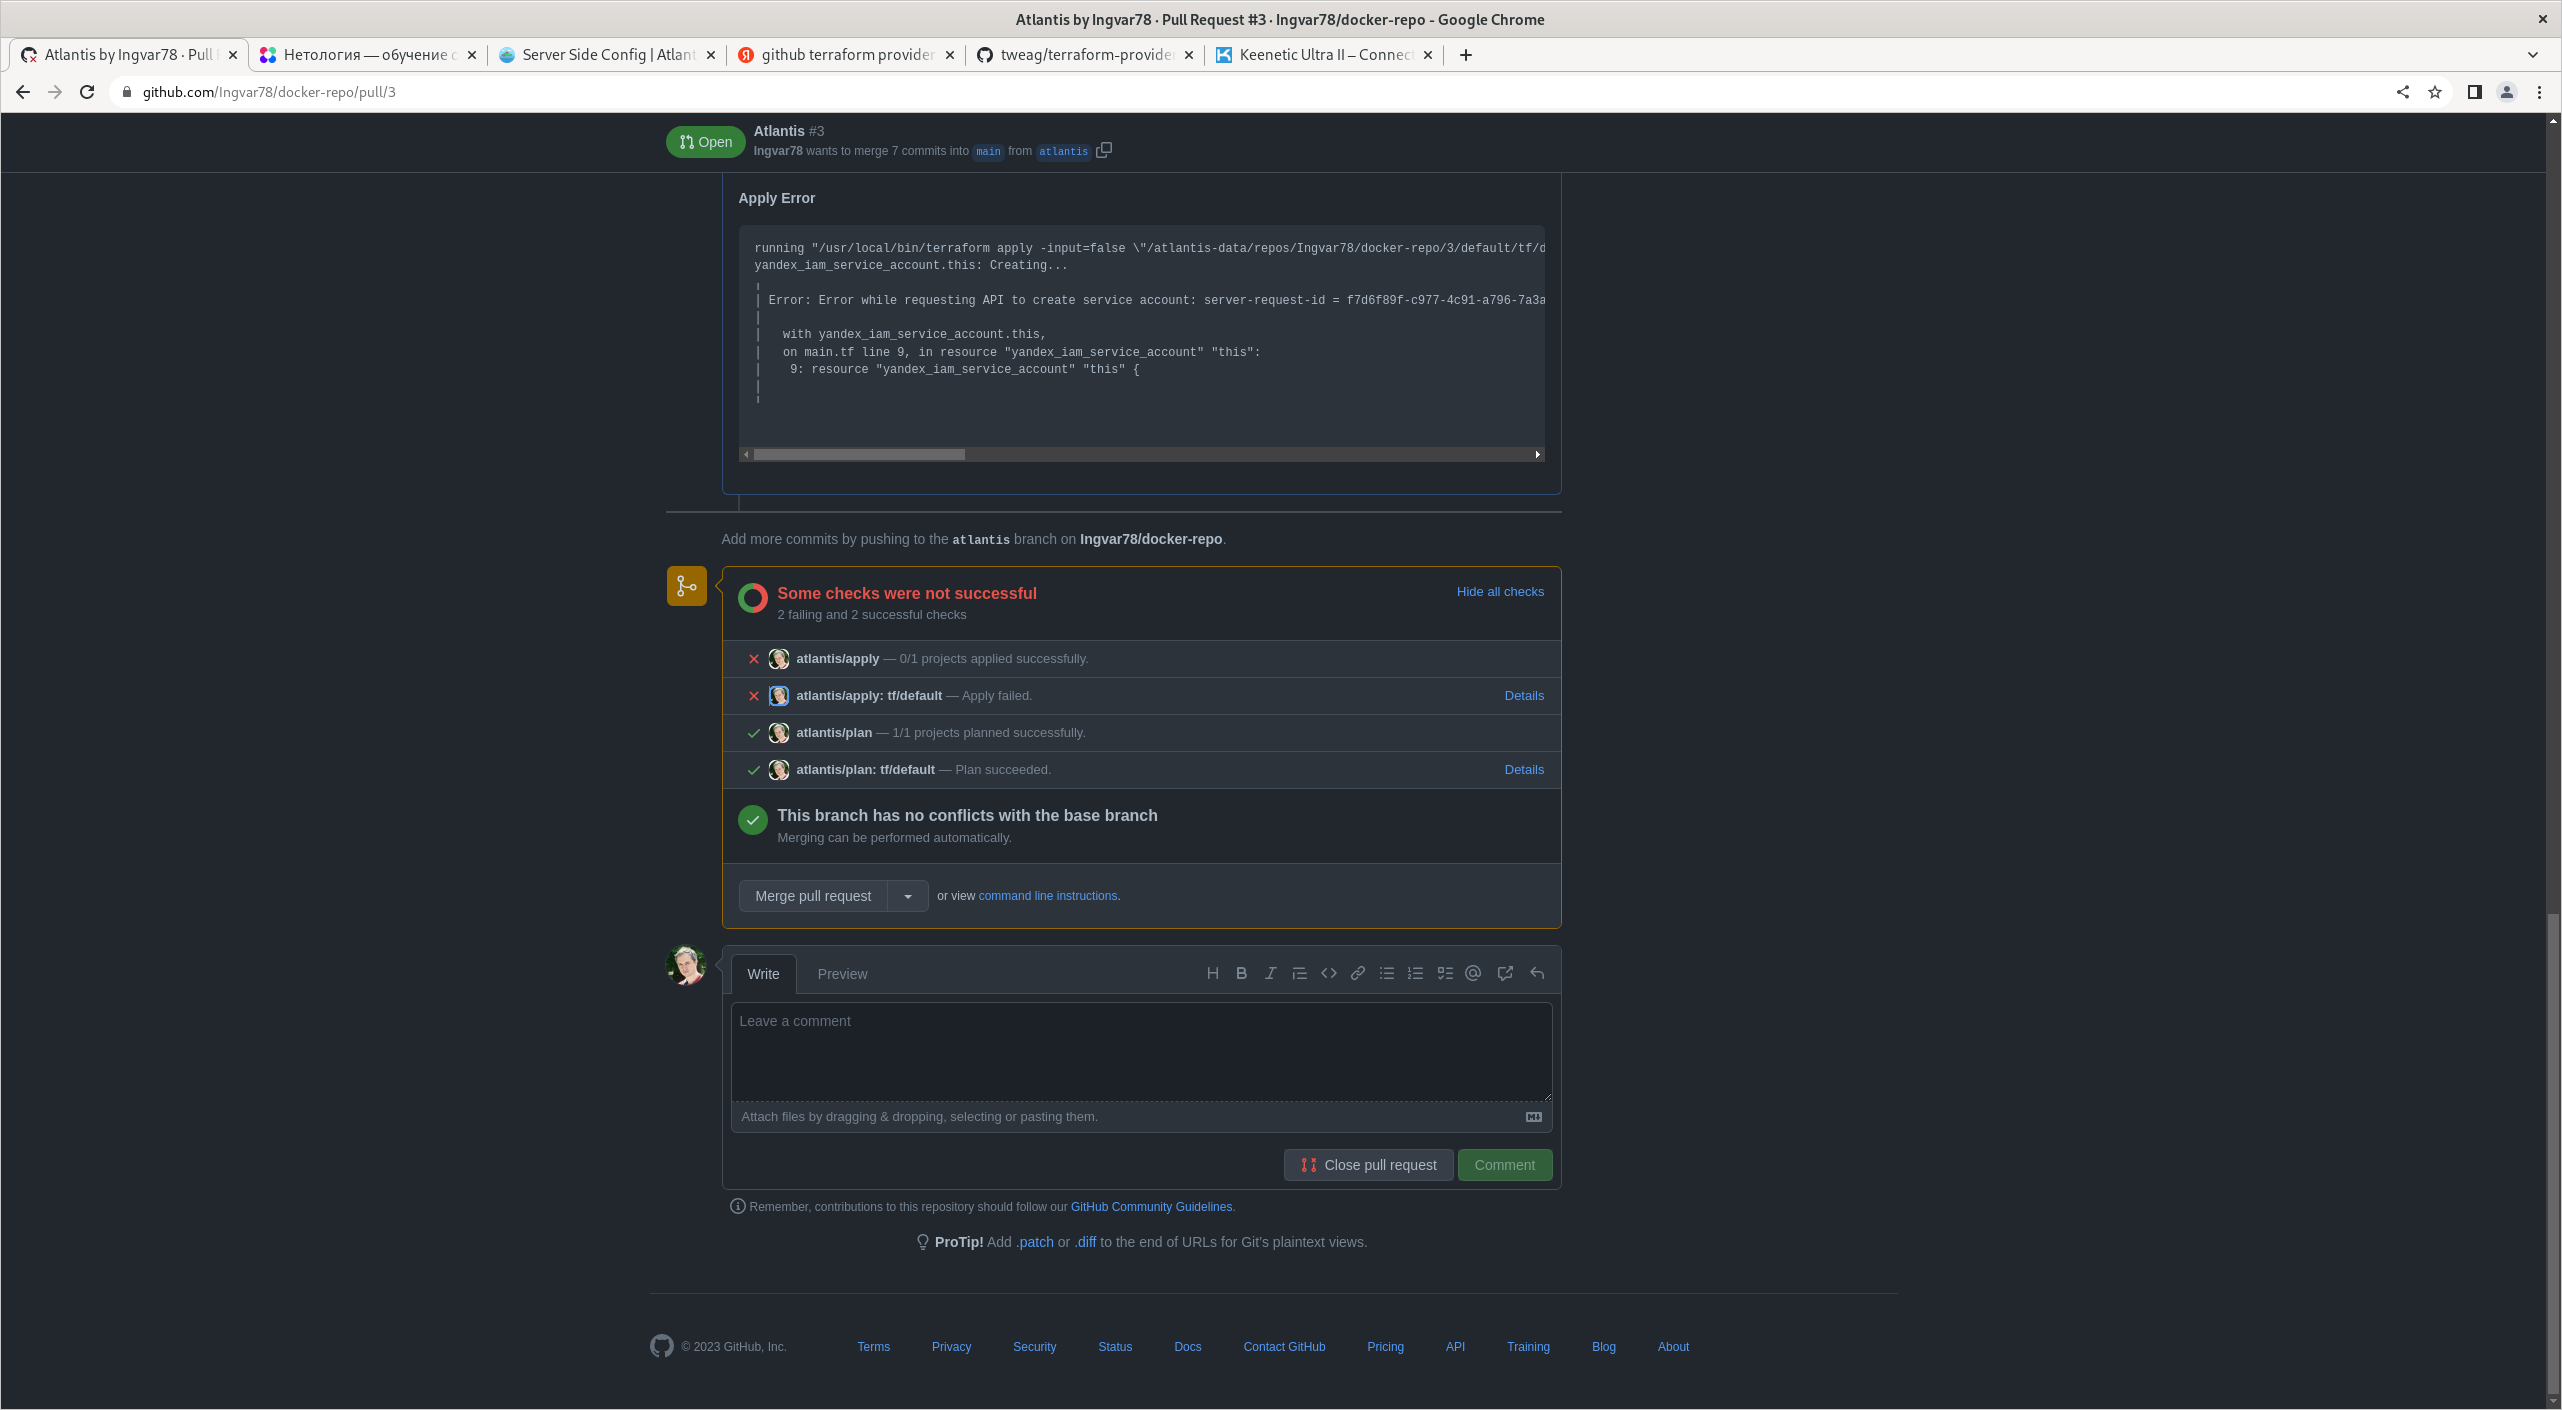 Atlantis by Ingvar78 · Pull Request #3 · Ingvar78/docker-repo - Google Chrome
Atlantis by Ingvar78 · Pull
Нетология — обучение
Server Side Config | Atlant
github terraform provider
tweag/terraform-provide
Keenetic Ultra II – Connect
github.com/Ingvar78/docker-repo/pull/3
Open
Atlantis #3
Ingvar78 wants to merge 7 commits into main from atlantis
Apply Error
running "/usr/local/bin/terraform apply -input=false \"/atlantis-data/repos/Ingvar78/docker-repo/3/default/tf/d
yandex_iam_service_account.this: Creating...
Error: Error while requesting API to create service account: server-request-id = f7d6f89f-c977-4c91-a796-7a3a
with yandex_iam_service_account.this,
on main.tf line 9, in resource "yandex_iam_service_account" "this":
9: resource "yandex_iam_service_account" "this" {
Add more commits by pushing to the atlantis branch on Ingvar78/docker-repo.
Some checks were not successful
Hide all checks
2 failing and 2 successful checks
atlantis/apply — 0/1 projects applied successfully.
atlantis/apply: tf/default — Apply failed.
Details
atlantis/plan — 1/1 projects planned successfully.
atlantis/plan: tf/default — Plan succeeded.
Details
This branch has no conflicts with the base branch
Merging can be performed automatically.
Merge pull request
or view command line instructions.
Write
Preview
Leave a comment
Attach files by dragging & dropping, selecting or pasting them.
Close pull request
Comment
Remember, contributions to this repository should follow our GitHub Community Guidelines.
ProTip! Add .patch or .diff to the end of URLs for Git's plaintext views.
© 2023 GitHub, Inc.
Terms
Privacy
Security
Status
Docs
Contact GitHub
Pricing
API
Training
Blog
About